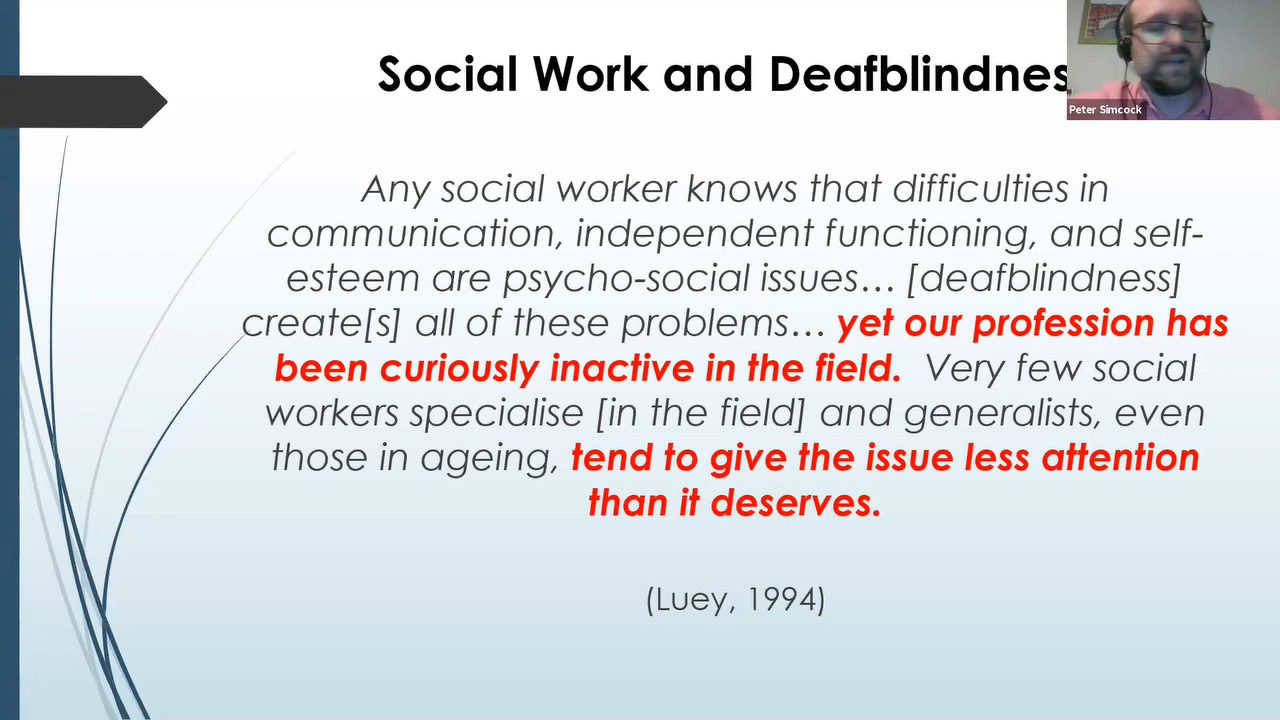 Social Work and Deafblindnes
Peter Simcock
Any social worker knows that difficulties in
communication, independent functioning, and self-
esteem are psycho-social issues… [deafblindness]
create[s] all of these problems… yet our profession has
been curiously inactive in the field. Very few social
workers specialise [in the field] and generalists, even
those in ageing, tend to give the issue less attention
than it deserves.
(Luey, 1994)